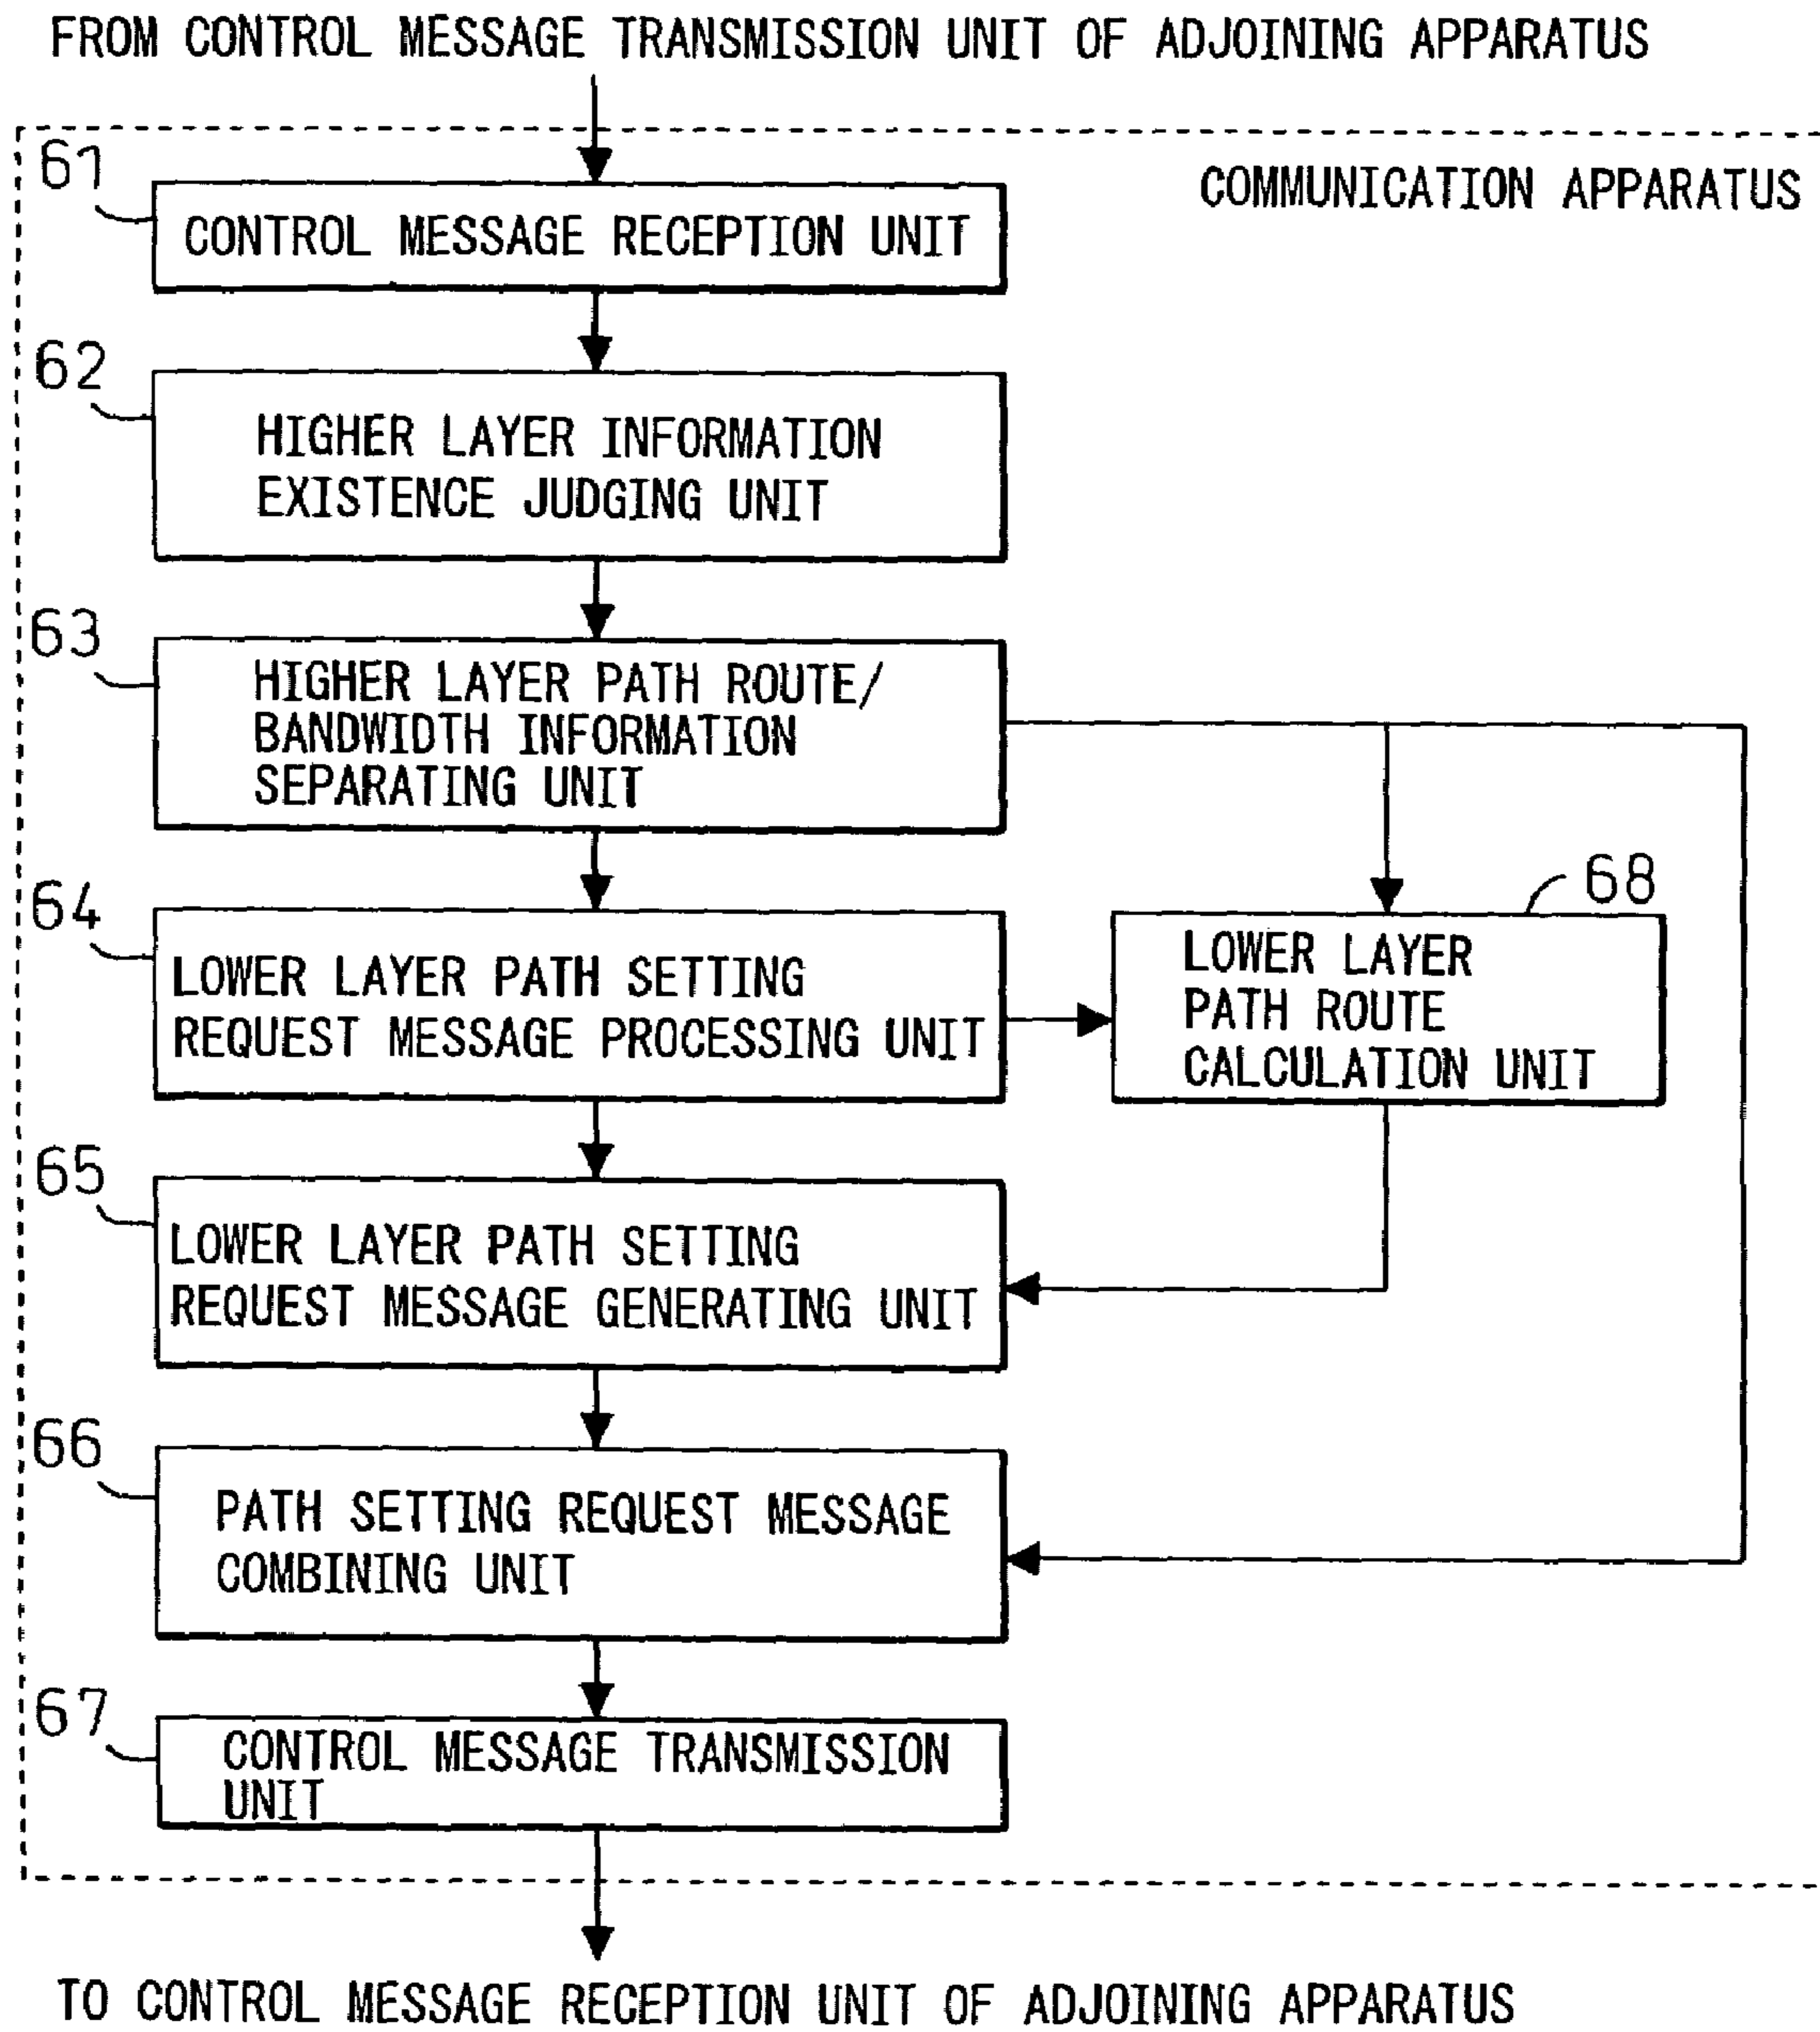 FROM CONTROL MESSAGE TRANSMISSION UNIT OF ADJOINING APPARATUS
COMMUNICATION APPARATUS
61
CONTROL MESSAGE RECEPTION UNIT
62
HIGHER LAYER INFORMATION
EXISTENCE JUDGING UNIT
63
HIGHER LAYER PATH ROUTE/
BANDWIDTH INFORMATION
SEPARATING UNIT
64
LOWER LAYER PATH SETTING
REQUEST MESSAGE PROCESSING UNIT
68
LOWER LAYER
PATH ROUTE
CALCULATION UNIT
65
LOWER LAYER PATH SETTING
REQUEST MESSAGE GENERATING UNIT
66
PATH SETTING REQUEST MESSAGE
COMBINING UNIT
67
CONTROL MESSAGE TRANSMISSION
UNIT
TO CONTROL MESSAGE RECEPTION UNIT OF ADJOINING APPARATUS